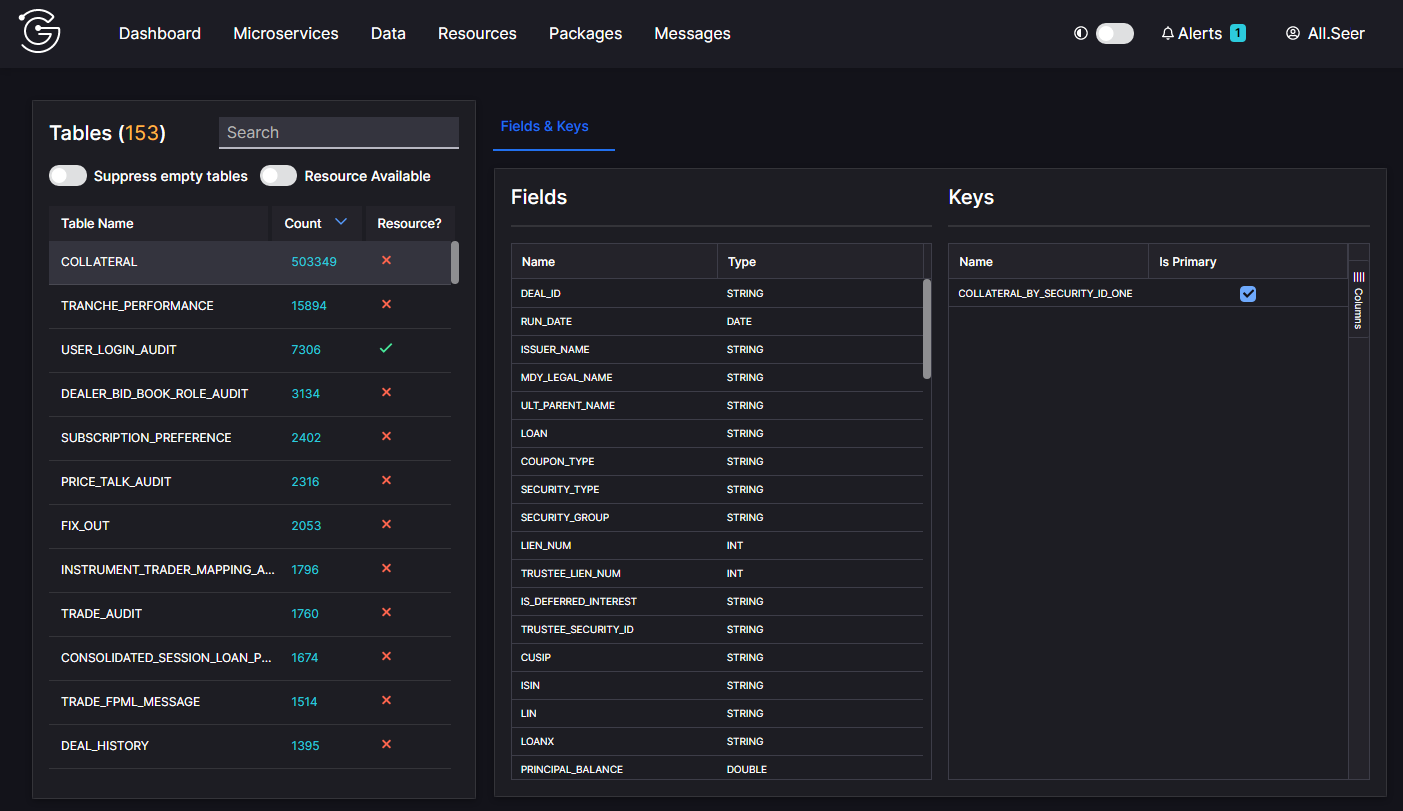 Dashboard Microservices Data Resources Packages Messages Alerts 1 All.Seer
Tables (153) Search
Suppress empty tables Resource Available
Table Name Count Resource?
COLLATERAL 503349
TRANCHE_PERFORMANCE 15894
USER_LOGIN_AUDIT 7306
DEALER_BID_BOOK_ROLE_AUDIT 3134
SUBSCRIPTION_PREFERENCE 2402
PRICE_TALK_AUDIT 2316
FIX_OUT 2053
INSTRUMENT_TRADER_MAPPING_A... 1796
TRADE_AUDIT 1760
CONSOLIDATED_SESSION_LOAN_P... 1674
TRADE_FPML_MESSAGE 1514
DEAL_HISTORY 1395
Fields & Keys
Fields
Name Type
DEAL_ID STRING
RUN_DATE DATE
ISSUER_NAME STRING
MDY_LEGAL_NAME STRING
ULT_PARENT_NAME STRING
LOAN STRING
COUPON_TYPE STRING
SECURITY_TYPE STRING
SECURITY_GROUP STRING
LIEN_NUM INT
TRUSTEE_LIEN_NUM INT
IS_DEFERRED_INTEREST STRING
TRUSTEE_SECURITY_ID STRING
CUSIP STRING
ISIN STRING
LIN STRING
LOANX STRING
PRINCIPAL_BALANCE DOUBLE
Keys
Name Is Primary
COLLATERAL_BY_SECURITY_ID_ONE
Columns